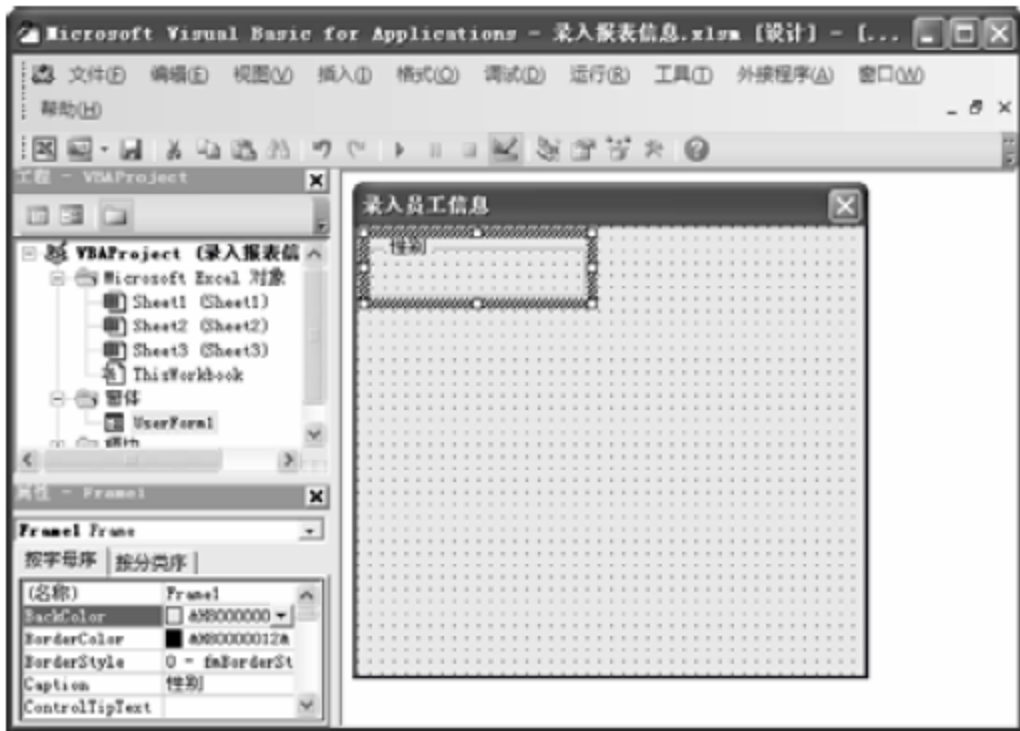 Microsoft Visual Basic for Applications - 录入报表信息.xlsm [设计] - [...
文件(F) 编辑(E) 视图(V) 插入(I) 格式(O) 调试(D) 运行(R) 工具(T) 外接程序(A) 窗口(W)
帮助(H)
工程 - VBAProject
VBAProject (录入报表信
Microsoft Excel 对象
Sheet1 (Sheet1)
Sheet2 (Sheet2)
Sheet3 (Sheet3)
ThisWorkbook
窗体
UserForm1
模块
属性 - Frame1
Frame1 Frame
按字母序 按分类序
(名称) Frame1
BackColor &H8000000
BorderColor &H80000012&
BorderStyle 0 - fmBorderSt
Caption 性别
ControlTipText
录入员工信息
性别